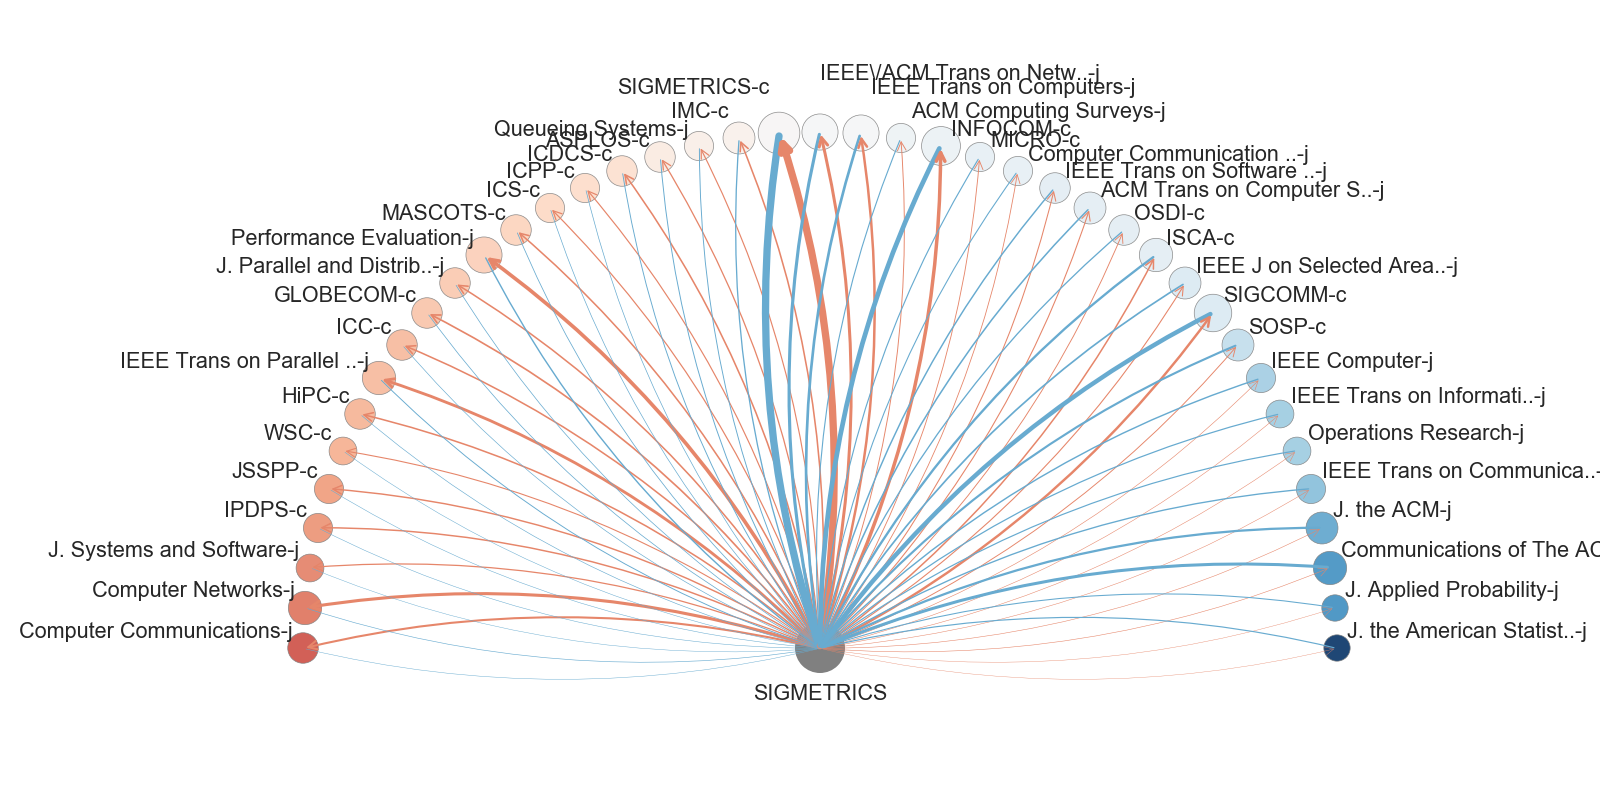 IEEE\/ACM Trans on Netw..-j
SIGMETRICS-c
IEEE Trans on Computers-j
IMC-c
ACM Computing Surveys-j
Queueing Systems-j
INFOCOM-c
ASPLOS-c
MICRO-c
ICDCS-c
Computer Communication ..-j
ICPP-c
IEEE Trans on Software ..-j
ICS-c
ACM Trans on Computer S..-j
MASCOTS-c
OSDI-c
Performance Evaluation-j
ISCA-c
J. Parallel and Distrib..-j
IEEE J on Selected Area..-j
GLOBECOM-c
SIGCOMM-c
ICC-c
SOSP-c
IEEE Trans on Parallel ..-j
IEEE Computer-j
HiPC-c
IEEE Trans on Informati..-j
WSC-c
Operations Research-j
JSSPP-c
IEEE Trans on Communica..-
IPDPS-c
J. the ACM-j
J. Systems and Software-j
Communications of The AC
Computer Networks-j
J. Applied Probability-j
Computer Communications-j
J. the American Statist..-j
SIGMETRICS